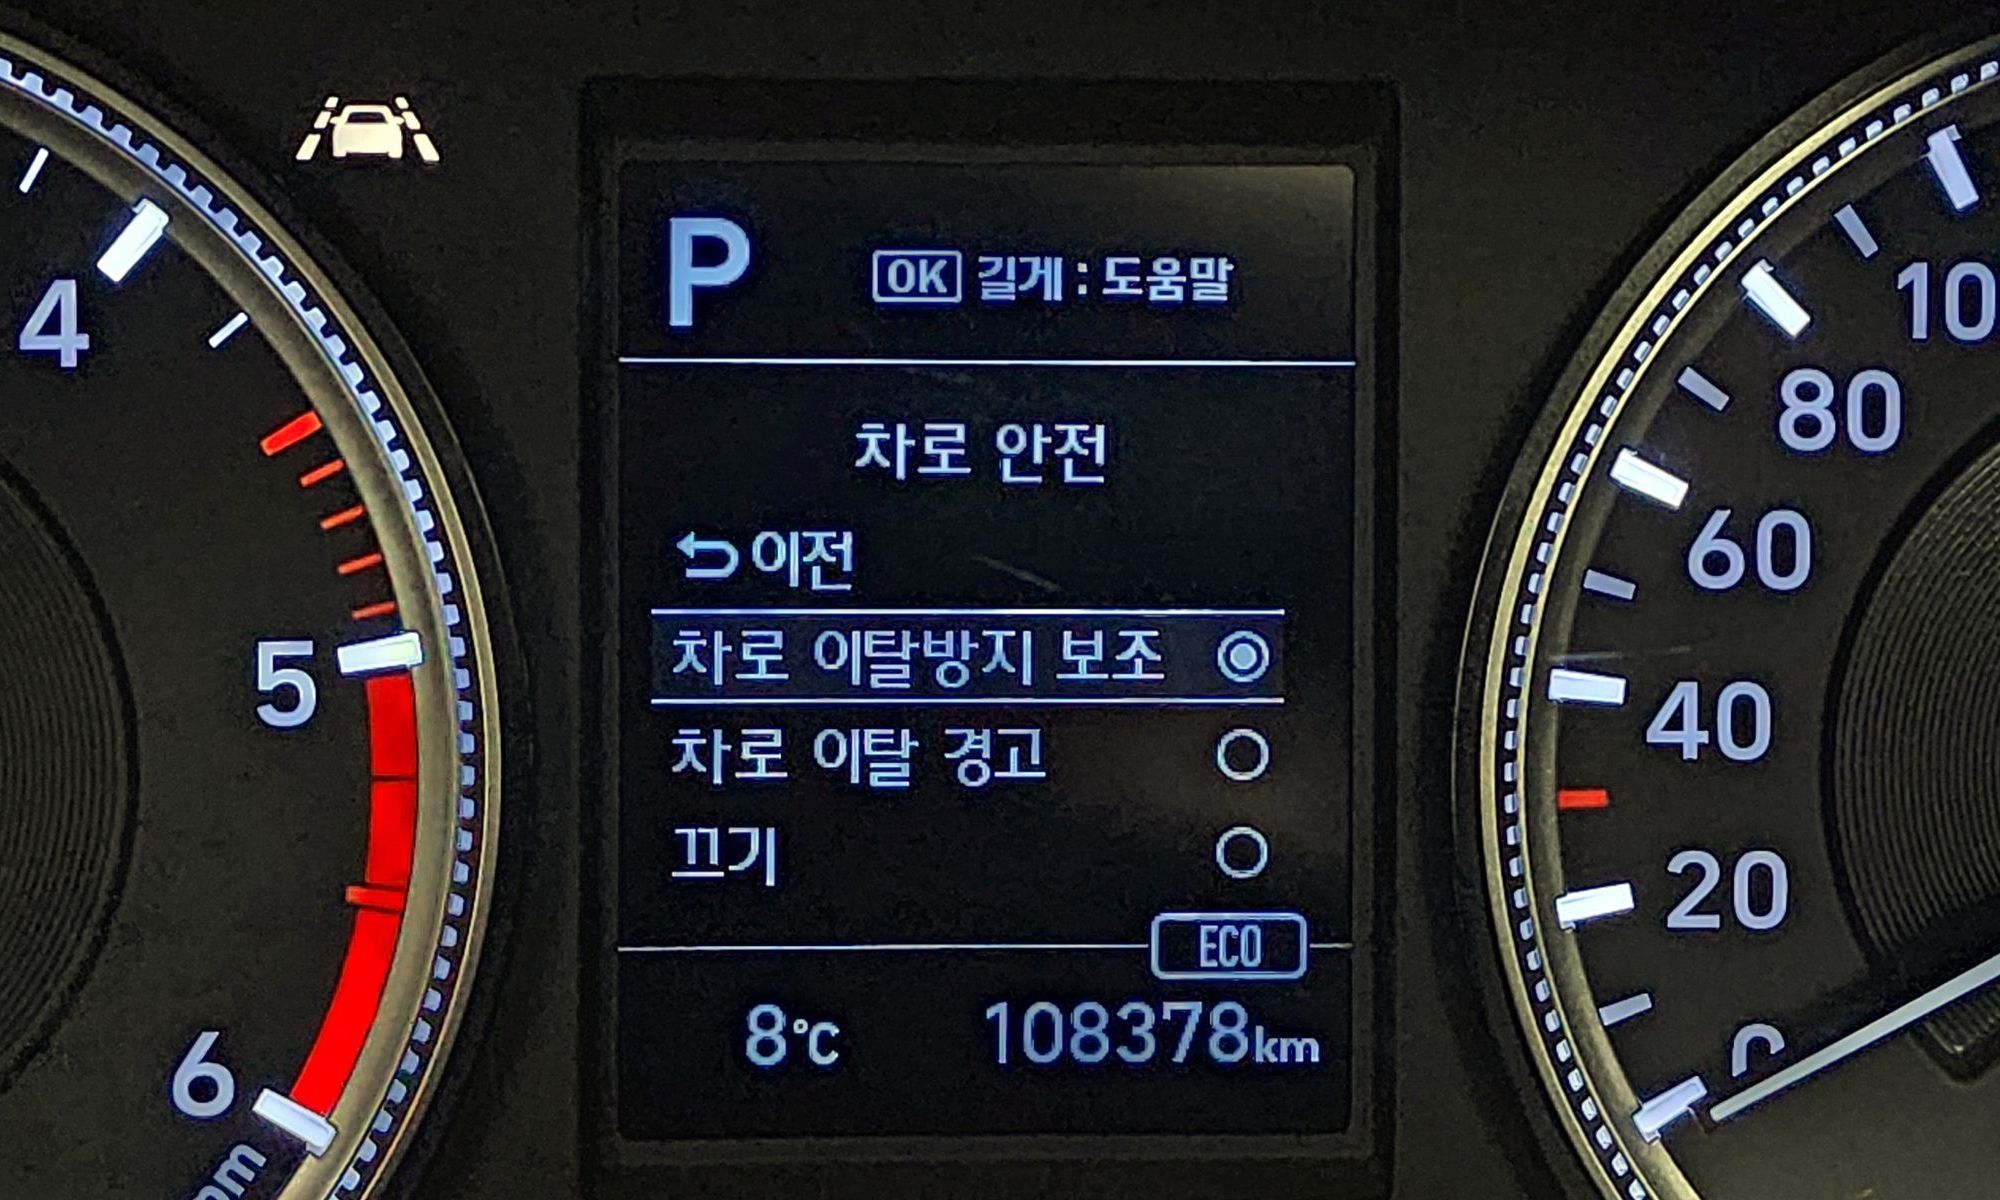 P
OK 길게 : 도움말
차로 안전
이전
차로 이탈방지 보조
차로 이탈 경고
끄기
ECO
8°C 108378km
4
5
6
80
60
40
20
0